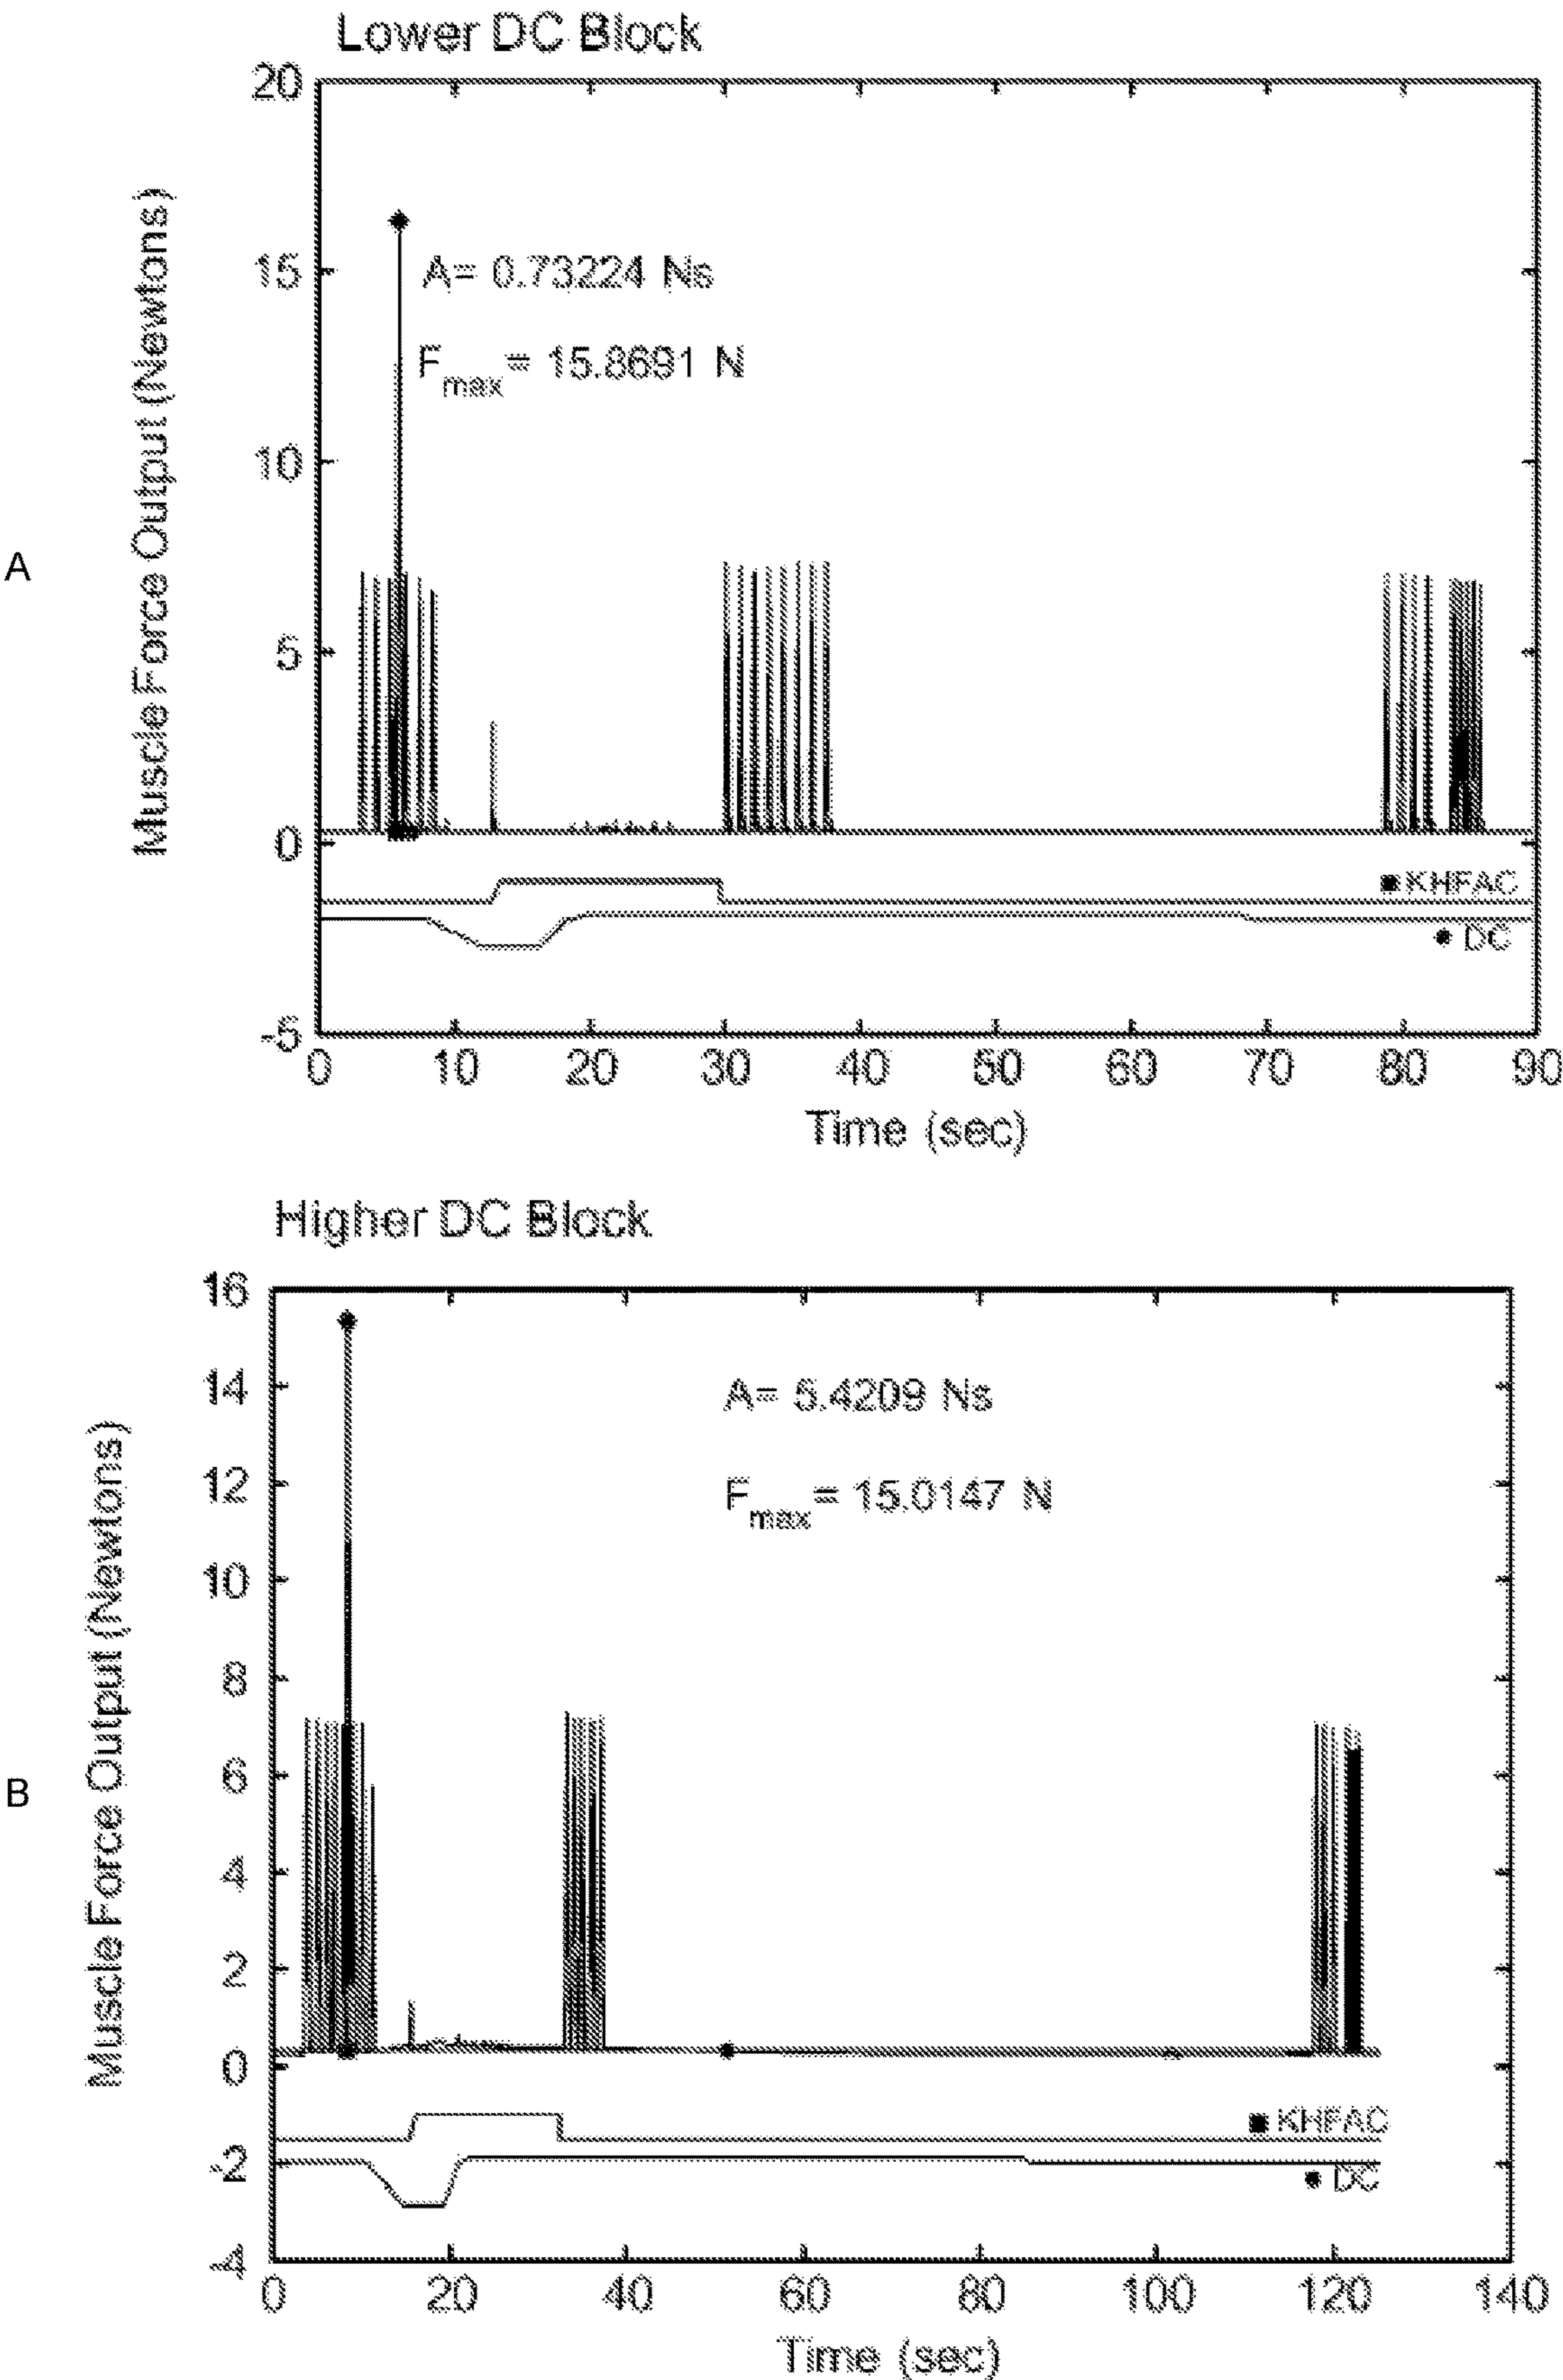 Lower DC Block
20
15
10
5
0
-5
Muscle Force Output (Newtons)
A= 0.73224 Ns
Fmax= 15.8691 N
A
KHFAC
DC
0 10 20 30 40 50 60 70 80 90
Time (sec)
Higher DC Block
16
14
12
10
8
6
4
2
0
-2
-4
Muscle Force Output (Newtons)
A= 5.4209 Ns
Fmax= 15.0147 N
B
KHFAC
DC
0 20 40 60 80 100 120 140
Time (sec)